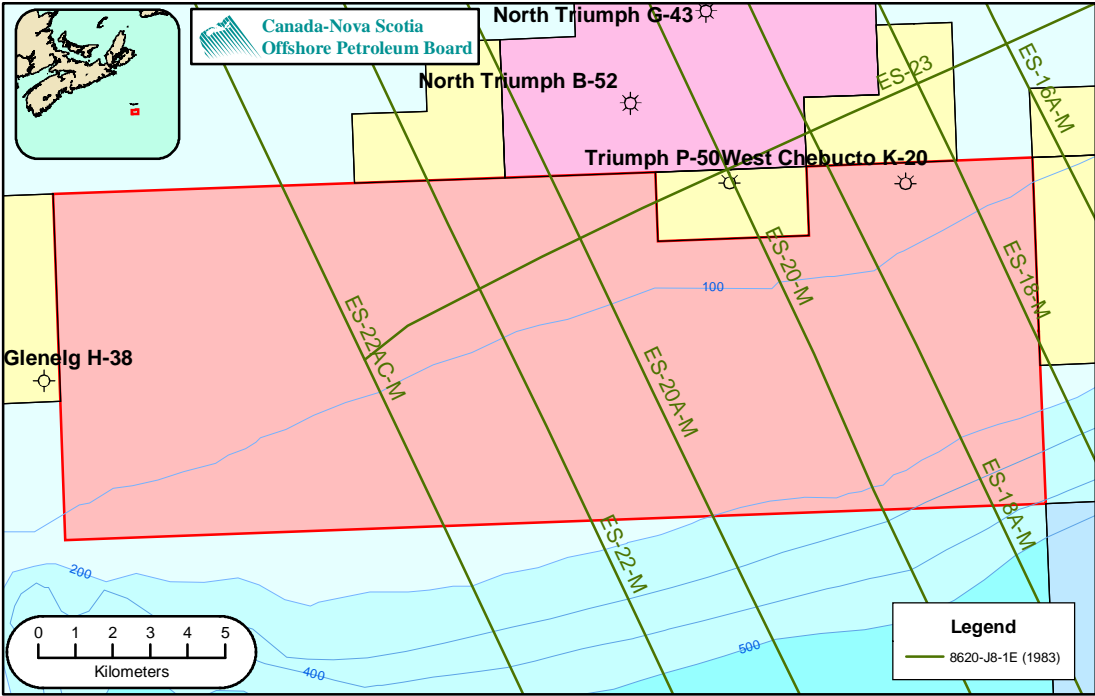 Canada-Nova Scotia
Offshore Petroleum Board
North Triumph G-43
North Triumph B-52
ES-23
ES-16A-M
Triumph P-50
West Chebucto K-20
ES-20-M
ES-18-M
100
ES-22AC-M
Glenelg H-38
ES-20A-M
ES-18A-M
ES-22-M
200
400
500
0 1 2 3 4 5
Kilometers
Legend
8620-J8-1E (1983)